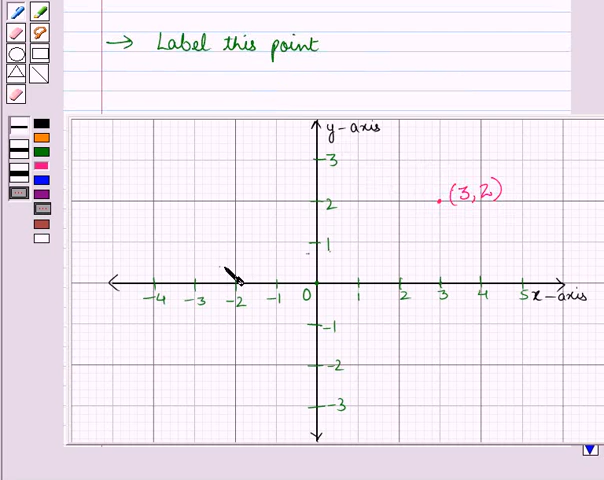 → Label this point
y-axis
3
(3,2)
2
1
-4 -3 -2 -1 0 1 2 3 4 5 x-axis
-1
-2
-3